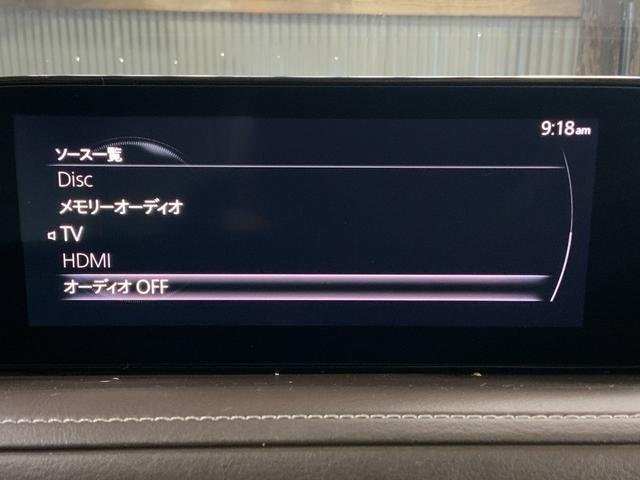 9:18am
ソース一覧
Disc
メモリーオーディオ
TV
HDMI
オーディオ OFF